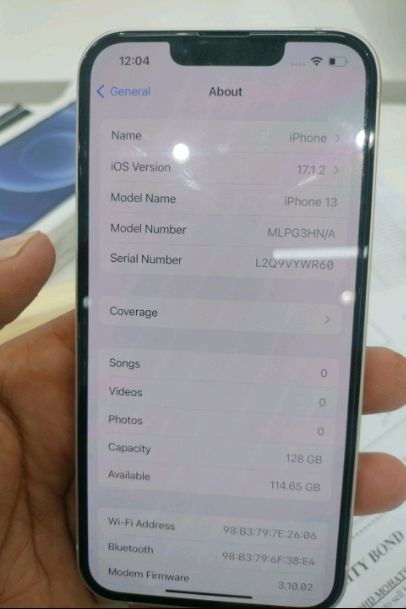 12:04
General
About
Name iPhone
iOS Version 17.1.2
Model Name iPhone 13
Model Number MLPG3HN/A
Serial Number L2Q9VYWR60
Coverage
Songs 0
Videos 0
Photos 0
Capacity 128 GB
Available 114.65 GB
Wi-Fi Address 98:B3:79:7E:26:06
Bluetooth 98:B3:79:6F:38:E4
Modem Firmware 3.10.02
BOND